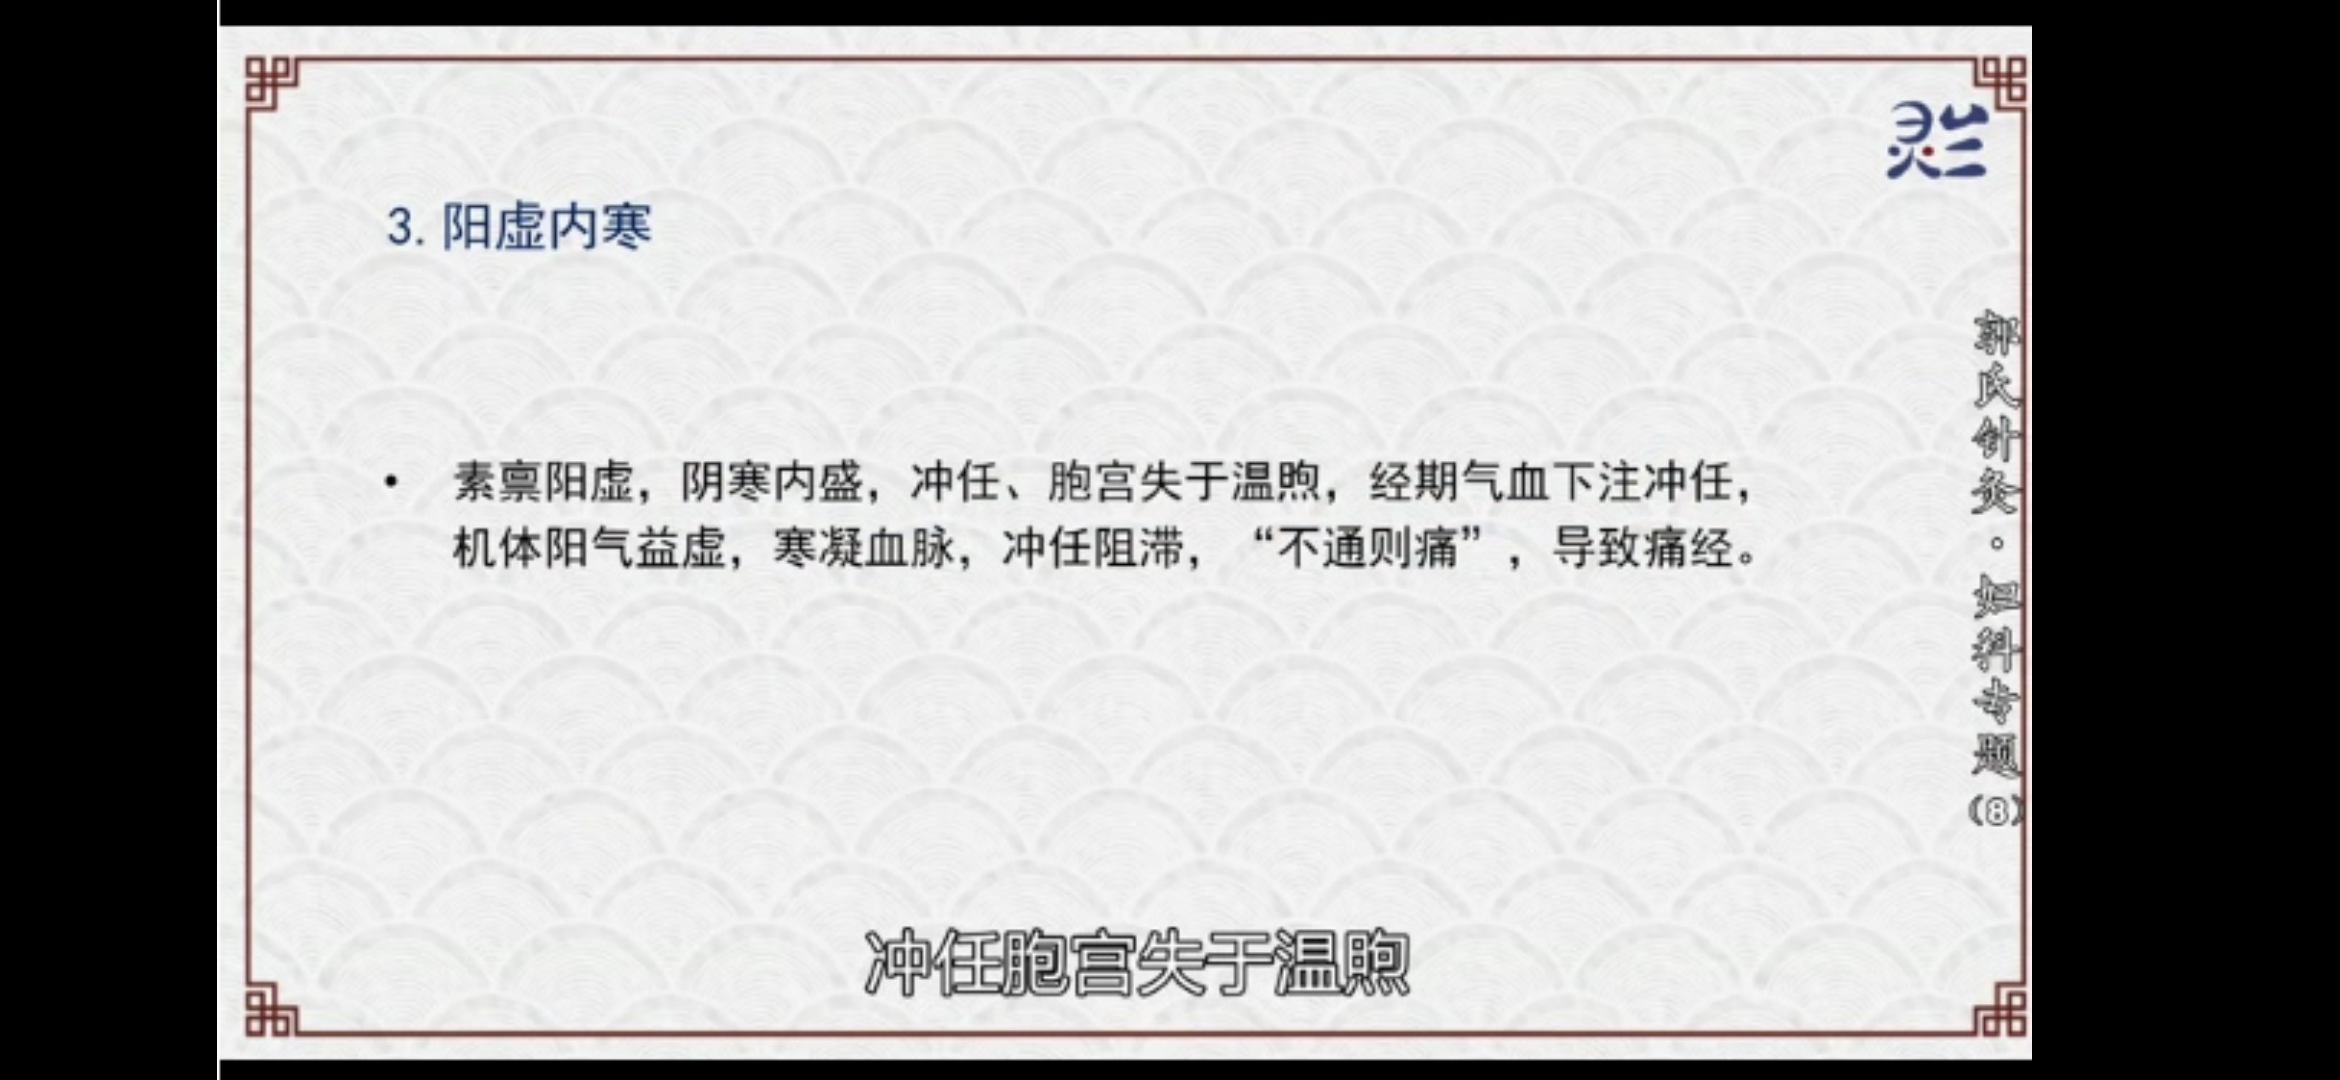 灵兰
3. 阳虚内寒
• 素禀阳虚，阴寒内盛，冲任、胞宫失于温煦，经期气血下注冲任，
机体阳气益虚，寒凝血脉，冲任阻滞，“不通则痛”，导致痛经。
郭氏针灸·妇科专题(8)
冲任胞宫失于温煦